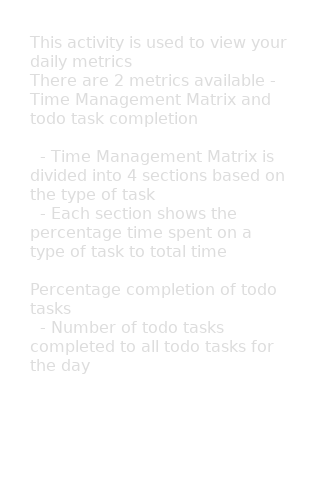 This activity is used to view your
daily metrics
There are 2 metrics available -
Time Management Matrix and
todo task completion
- Time Management Matrix is
divided into 4 sections based on
the type of task
- Each section shows the
percentage time spent on a
type of task to total time
Percentage completion of todo
tasks
- Number of todo tasks
completed to all todo tasks for
the day